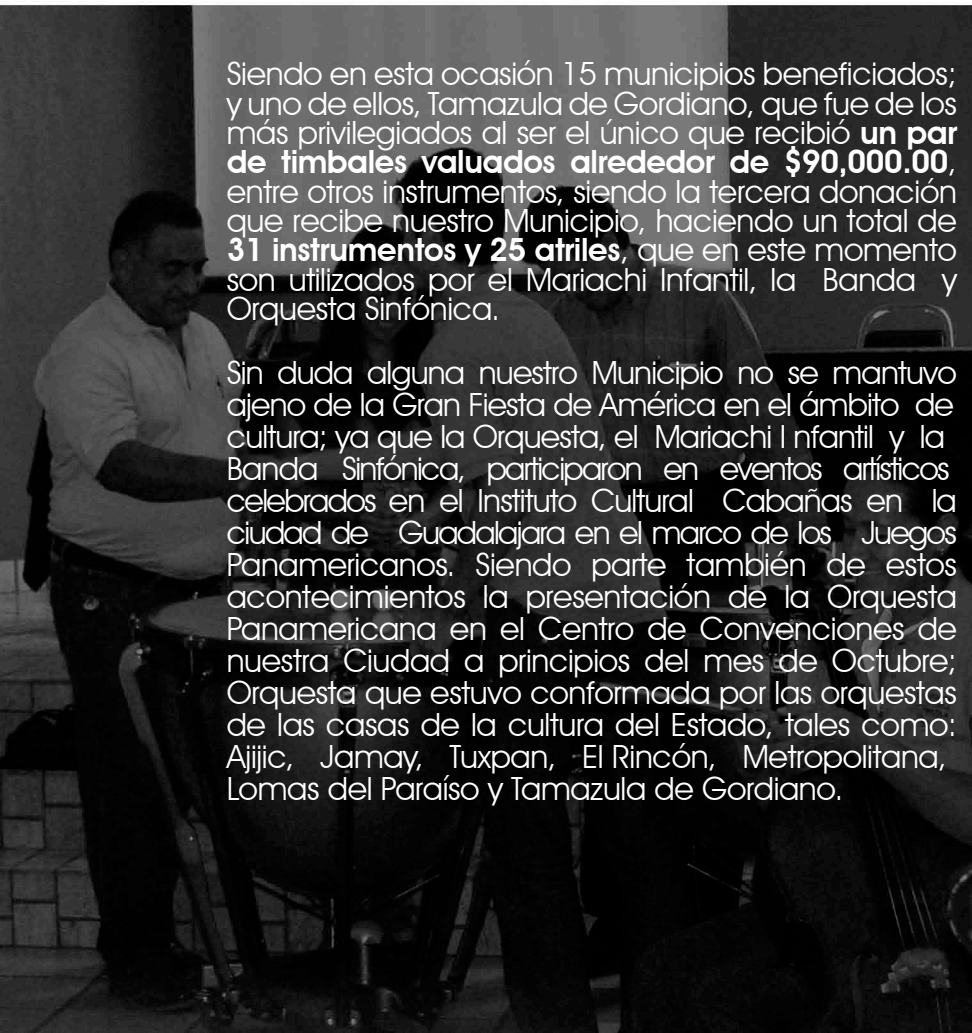 Siendo en esta ocasión 15 municipios beneficiados;
y uno de ellos, Tamazula de Gordiano, que fue de los
más privilegiados al ser el único que recibió un par
de timbales valuados alrededor de $90,000.00,
entre otros instrumentos, siendo la tercera donación
que recibe nuestro Municipio, haciendo un total de
31 instrumentos y 25 atriles, que en este momento
son utilizados por el Mariachi Infantil, la Banda y
Orquesta Sinfónica.
Sin duda alguna nuestro Municipio no se mantuvo
ajeno de la Gran Fiesta de América en el ámbito de
cultura; ya que la Orquesta, el Mariachi I nfantil y la
Banda Sinfónica, participaron en eventos artísticos
celebrados en el Instituto Cultural Cabañas en la
ciudad de Guadalajara en el marco de los Juegos
Panamericanos. Siendo parte también de estos
acontecimientos la presentación de la Orquesta
Panamericana en el Centro de Convenciones de
nuestra Ciudad a principios del mes de Octubre;
Orquesta que estuvo conformada por las orquestas
de las casas de la cultura del Estado, tales como:
Ajijic, Jamay, Tuxpan, El Rincón, Metropolitana,
Lomas del Paraíso y Tamazula de Gordiano.